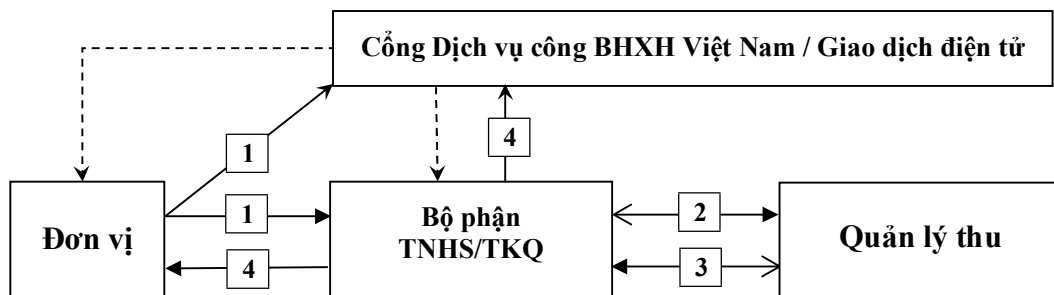 Cổng Dịch vụ công BHXH Việt Nam / Giao dịch điện tử
1
4
1
Đơn vị
4
Bộ phận
TNHS/TKQ
2
3
Quản lý thu